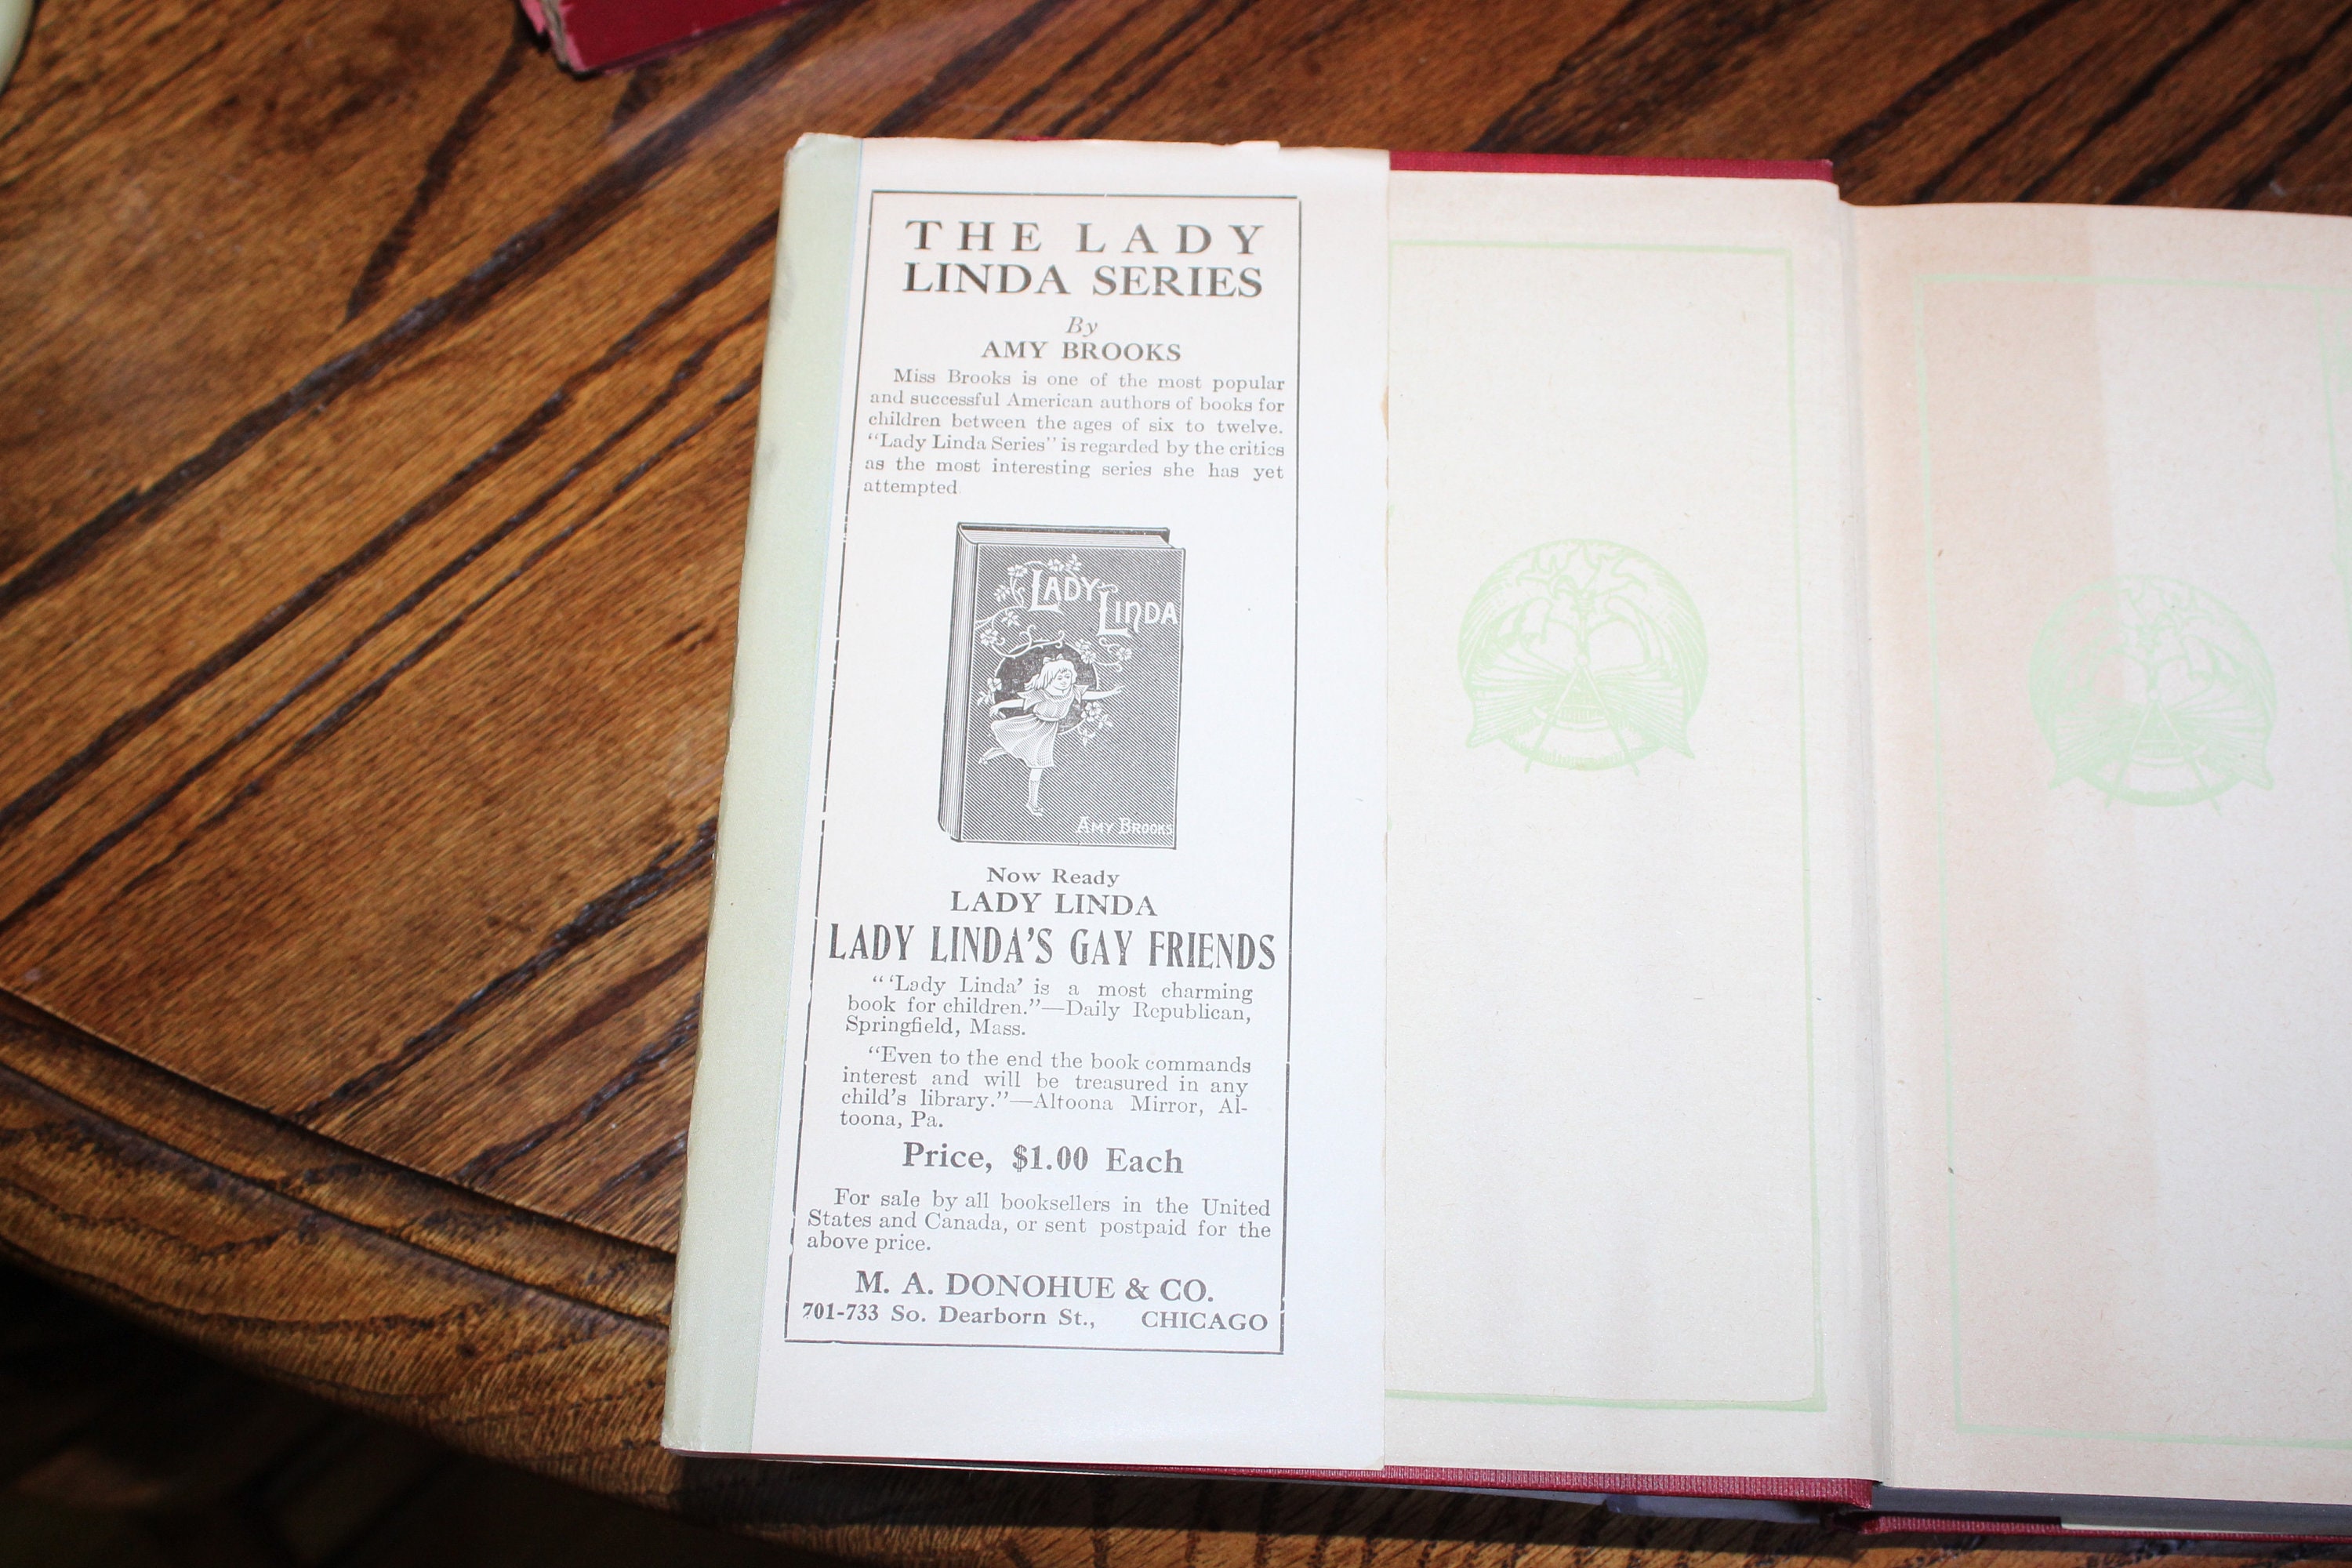 THE LADY
LINDA SERIES
By
AMY BROOKS
Miss Brooks is one of the most popular
and successful American authors of books for
children between the ages of six to twelve.
"Lady Linda Series" is regarded by the critics
as the most interesting series she has yet
attempted.
LADY
LINDA
AMY BROOKS
Now Ready
LADY LINDA
LADY LINDA'S GAY FRIENDS
"'Lady Linda' is a most charming
book for children."—Daily Republican,
Springfield, Mass.
"Even to the end the book commands
interest and will be treasured in any
child's library."—Altoona Mirror, Al-
toona, Pa.
Price, $1.00 Each
For sale by all booksellers in the United
States and Canada, or sent postpaid for the
above price.
M. A. DONOHUE & CO.
701-733 So. Dearborn St., CHICAGO